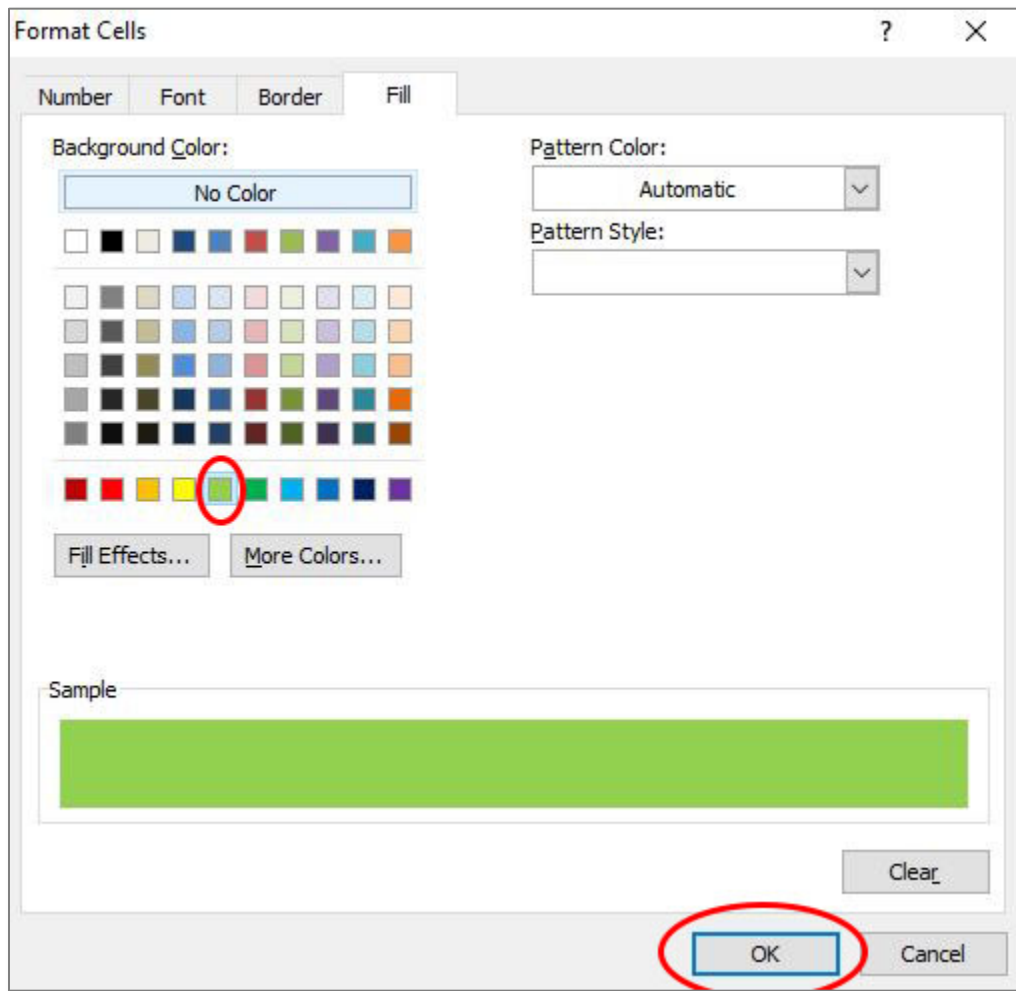 Format Cells ?
Number Font Border Fill
Background Color:
No Color
Pattern Color:
Automatic
Pattern Style:
Fill Effects...
More Colors...
Sample
Clear
OK
Cancel